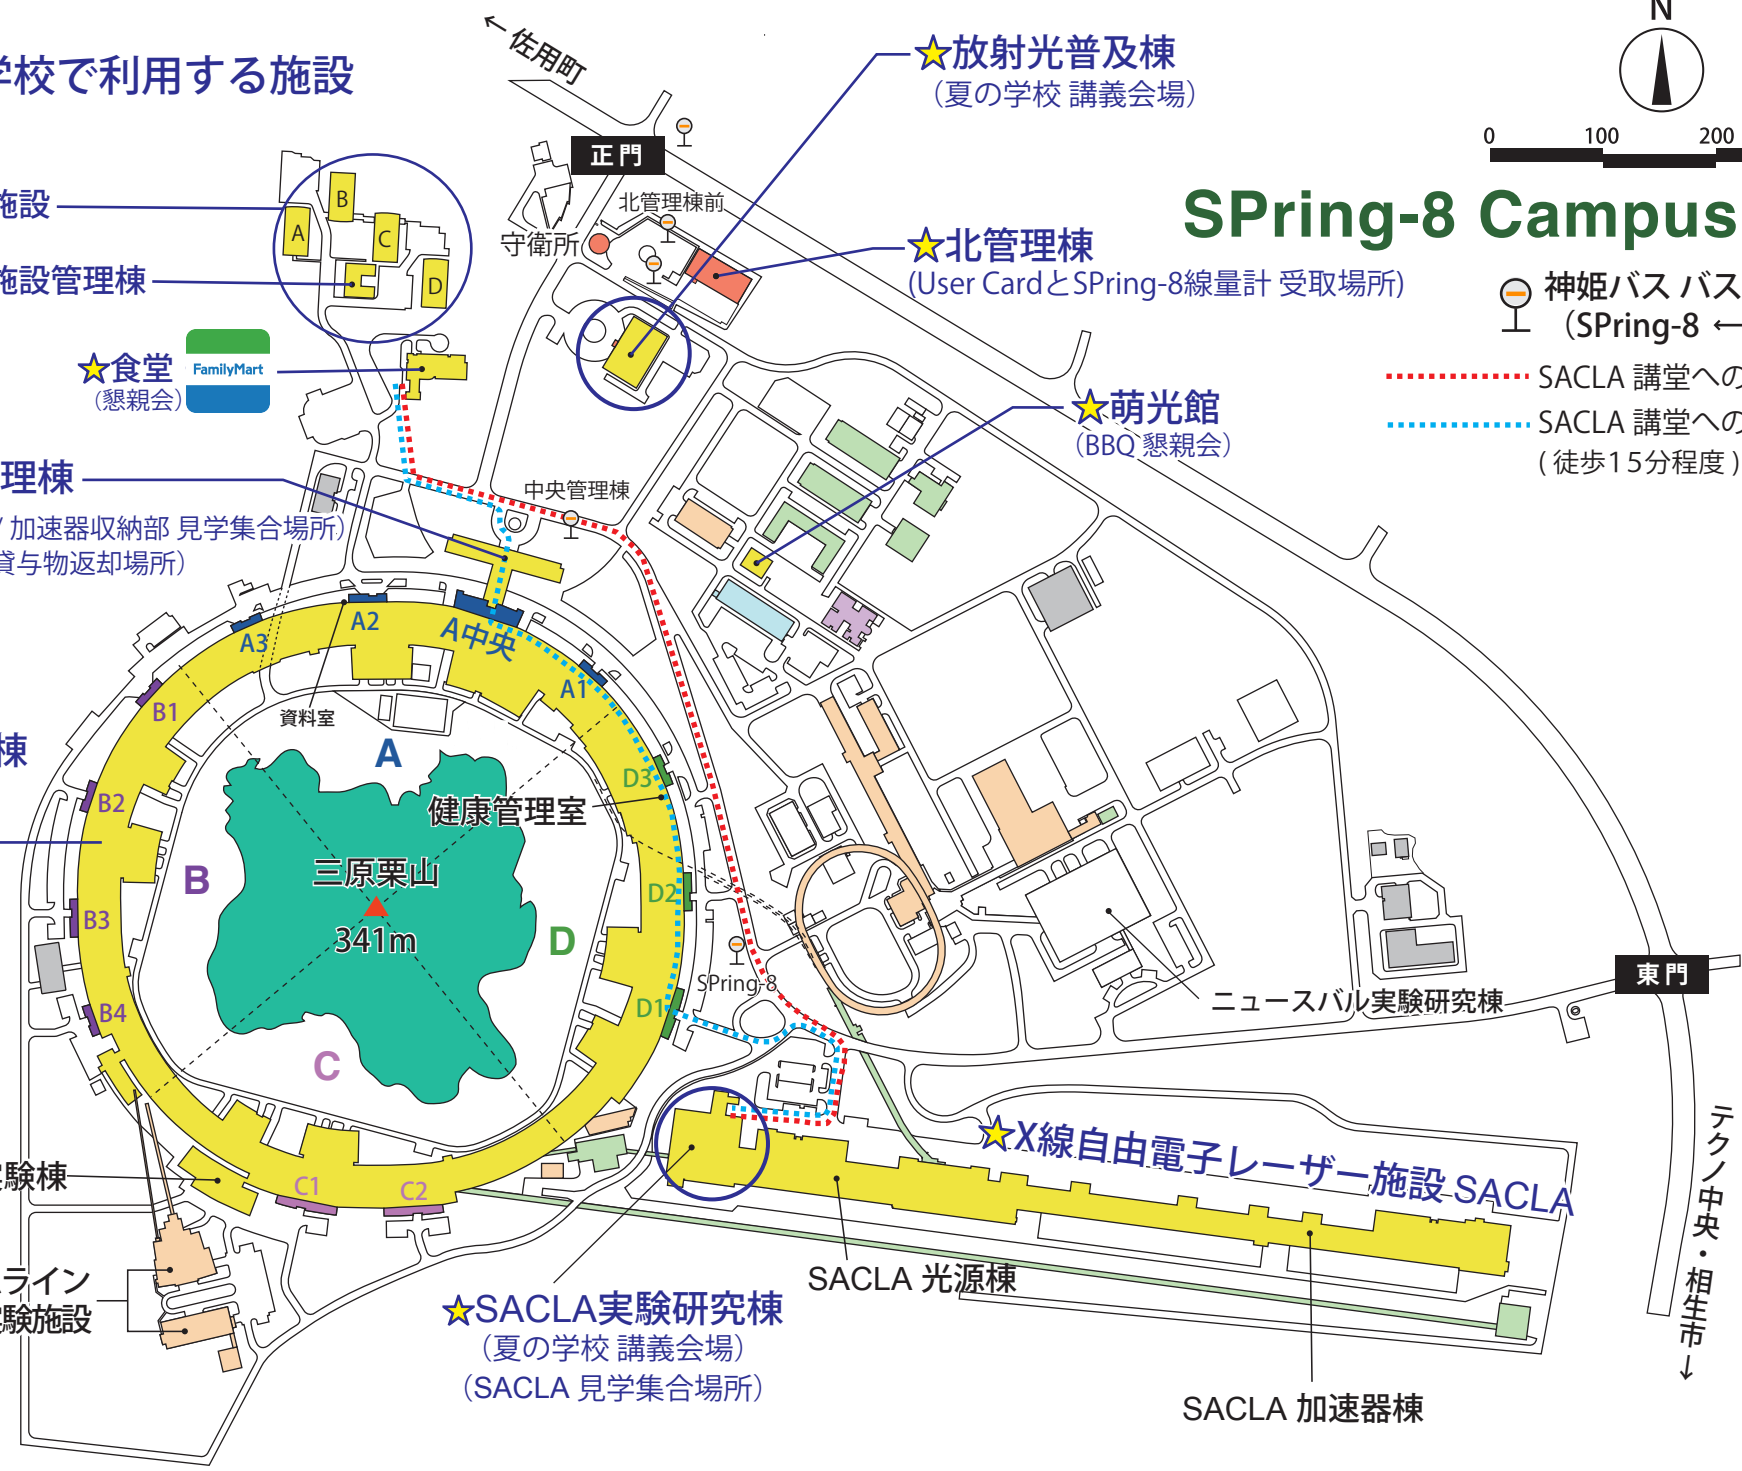 学校で利用する施設
← 佐用町
★放射光普及棟
（夏の学校 講義会場）
N
0 100 200
正門
SPring-8 Campus
施設
B
A
C
D
施設管理棟
北管理棟前
守衛所
★北管理棟
(User CardとSPring-8線量計 受取場所)
神姫バス バス
（SPring-8 ←
★食堂
（懇親会）
FamilyMart
SACLA 講堂への
SACLA 講堂への
( 徒歩15分程度 )
★萌光館
（BBQ 懇親会）
理棟
/ 加速器収納部 見学集合場所）
貸与物返却場所）
中央管理棟
A3
A2
A中央
A1
B1
資料室
A
棟
B2
健康管理室
D3
三原栗山
341m
B
D
D2
B3
B4
C
D1
SPring-8
ニュースバル実験研究棟
東門
★X線自由電子レーザー施設 SACLA
テクノ中央・相生市 ↓
実験棟
C1
C2
SACLA 光源棟
ライン
実験施設
★SACLA実験研究棟
（夏の学校 講義会場）
（SACLA 見学集合場所）
SACLA 加速器棟